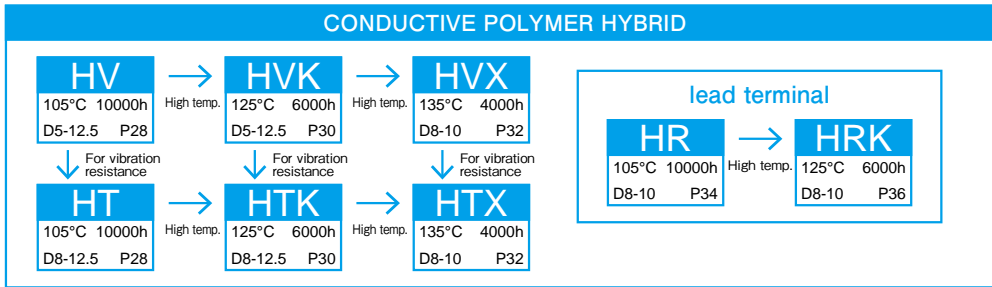 CONDUCTIVE POLYMER HYBRID
HV
105°C 10000h
D5-12.5 P28
High temp.
HVK
125°C 6000h
D5-12.5 P30
High temp.
HVX
135°C 4000h
D8-10 P32
For vibration
resistance
For vibration
resistance
For vibration
resistance
HT
105°C 10000h
D8-12.5 P28
High temp.
HTK
125°C 6000h
D8-12.5 P30
High temp.
HTX
135°C 4000h
D8-10 P32
lead terminal
HR
105°C 10000h
D8-10 P34
High temp.
HRK
125°C 6000h
D8-10 P36